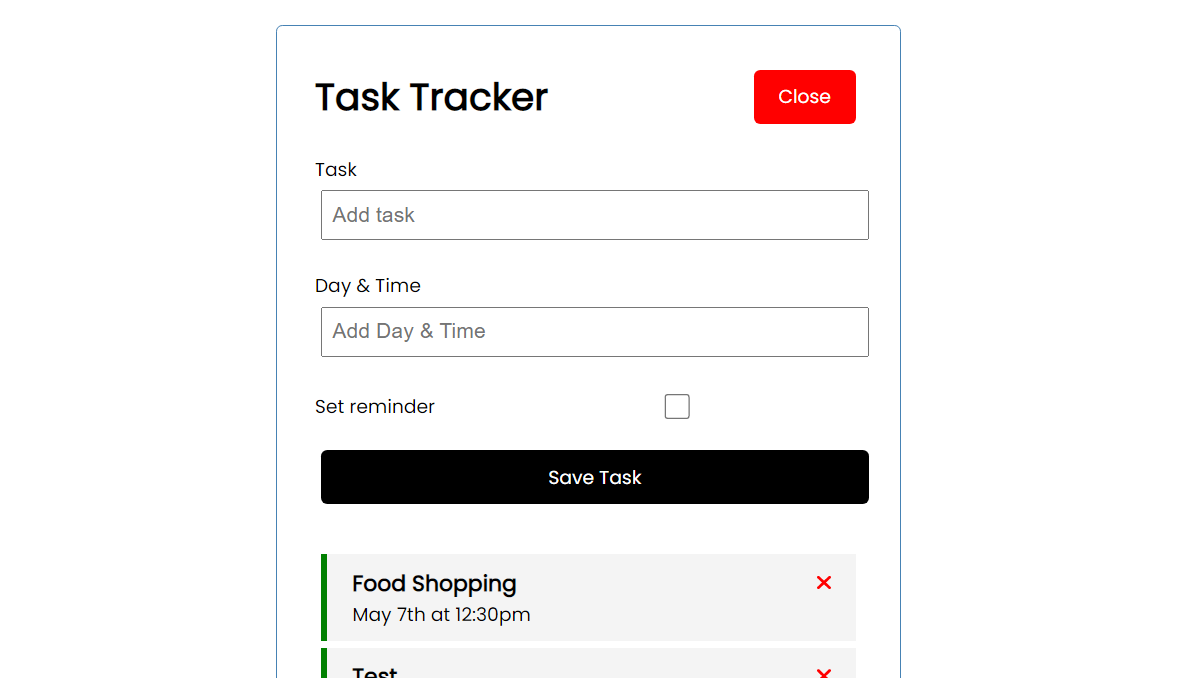 Task Tracker
Close
Task
Add task
Day & Time
Add Day & Time
Set reminder
Save Task
Food Shopping
May 7th at 12:30pm
Test